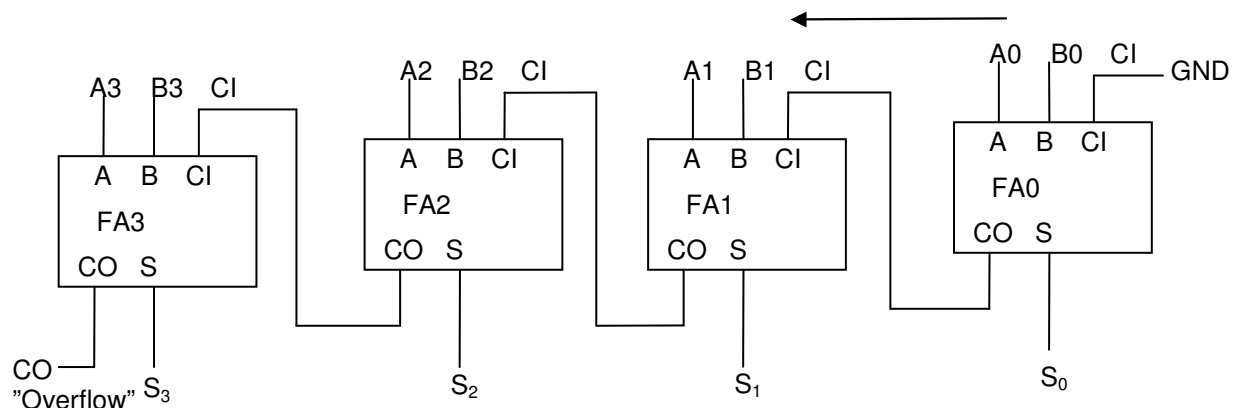 A3 B3 CI
A B CI
FA3
CO S
CO
"Overflow"
S3
A2 B2 CI
A B CI
FA2
CO S
S2
A1 B1 CI
A B CI
FA1
CO S
S1
A0 B0 CI
GND
A B CI
FA0
CO S
S0